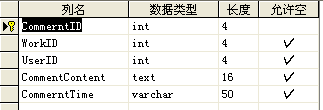 列名 数据类型 长度 允许空
CommerntID int 4
WorkID int 4 ✓
UserID int 4 ✓
CommentContent text 16 ✓
CommerntTime varchar 50 ✓